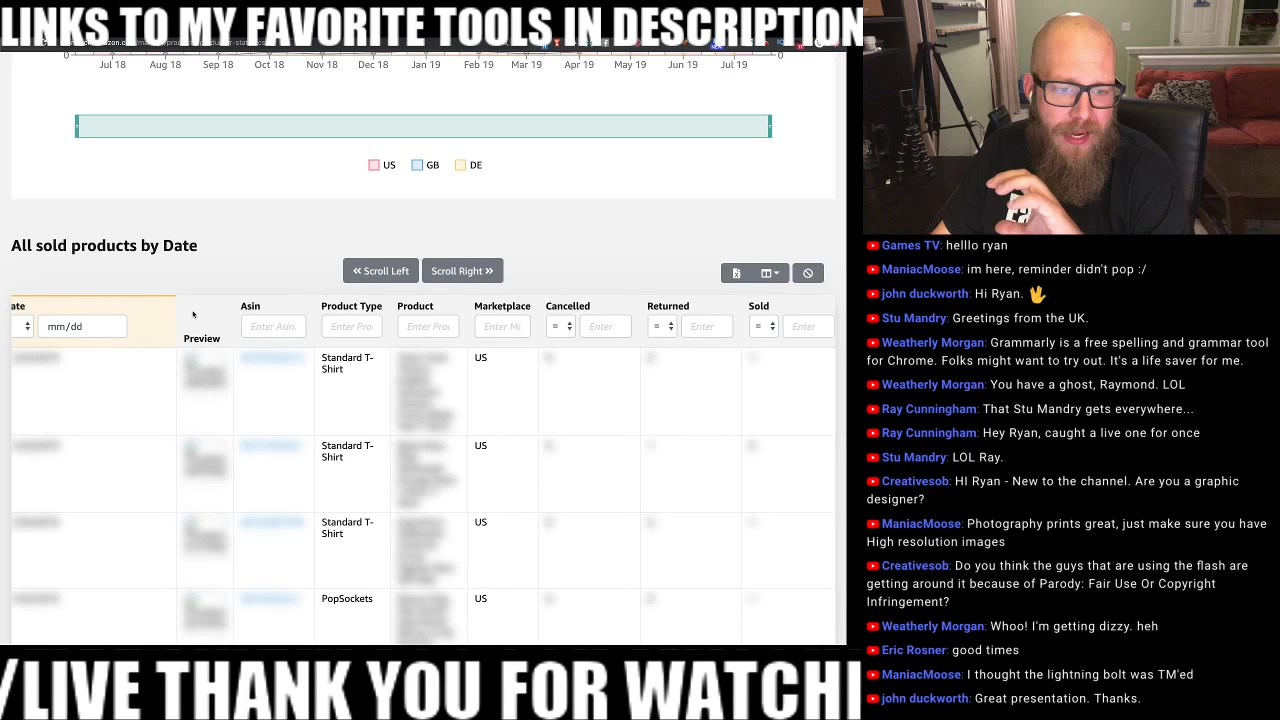 LINKS TO MY FAVORITE TOOLS IN DESCRIPTION
0
0
Jul 18 Aug 18 Sep 18 Oct 18 Nov 18 Dec 18 Jan 19 Feb 19 Mar 19 Apr 19 May 19 Jun 19 Jul 19
US GB DE
All sold products by Date
Scroll Left Scroll Right
ate Preview Asin Product Type Product Marketplace Cancelled Returned Sold
mm/dd Enter Asin. Enter Pro Enter Proc Enter Mc = Enter = Enter = Enter
Standard T-
Shirt
US
Standard T-
Shirt
US
Standard T-
Shirt
US
PopSockets US
/LIVE THANK YOU FOR WATCHI
Games TV: helllo ryan
ManiacMoose: im here, reminder didn't pop :/
john duckworth: Hi Ryan. 🖖
Stu Mandry: Greetings from the UK.
Weatherly Morgan: Grammarly is a free spelling and grammar tool
for Chrome. Folks might want to try out. It's a life saver for me.
Weatherly Morgan: You have a ghost, Raymond. LOL
Ray Cunningham: That Stu Mandry gets everywhere...
Ray Cunningham: Hey Ryan, caught a live one for once
Stu Mandry: LOL Ray.
Creativesob: HI Ryan - New to the channel. Are you a graphic
designer?
ManiacMoose: Photography prints great, just make sure you have
High resolution images
Creativesob: Do you think the guys that are using the flash are
getting around it because of Parody: Fair Use Or Copyright
Infringement?
Weatherly Morgan: Whoo! I'm getting dizzy. heh
Eric Rosner: good times
ManiacMoose: I thought the lightning bolt was TM'ed
john duckworth: Great presentation. Thanks.